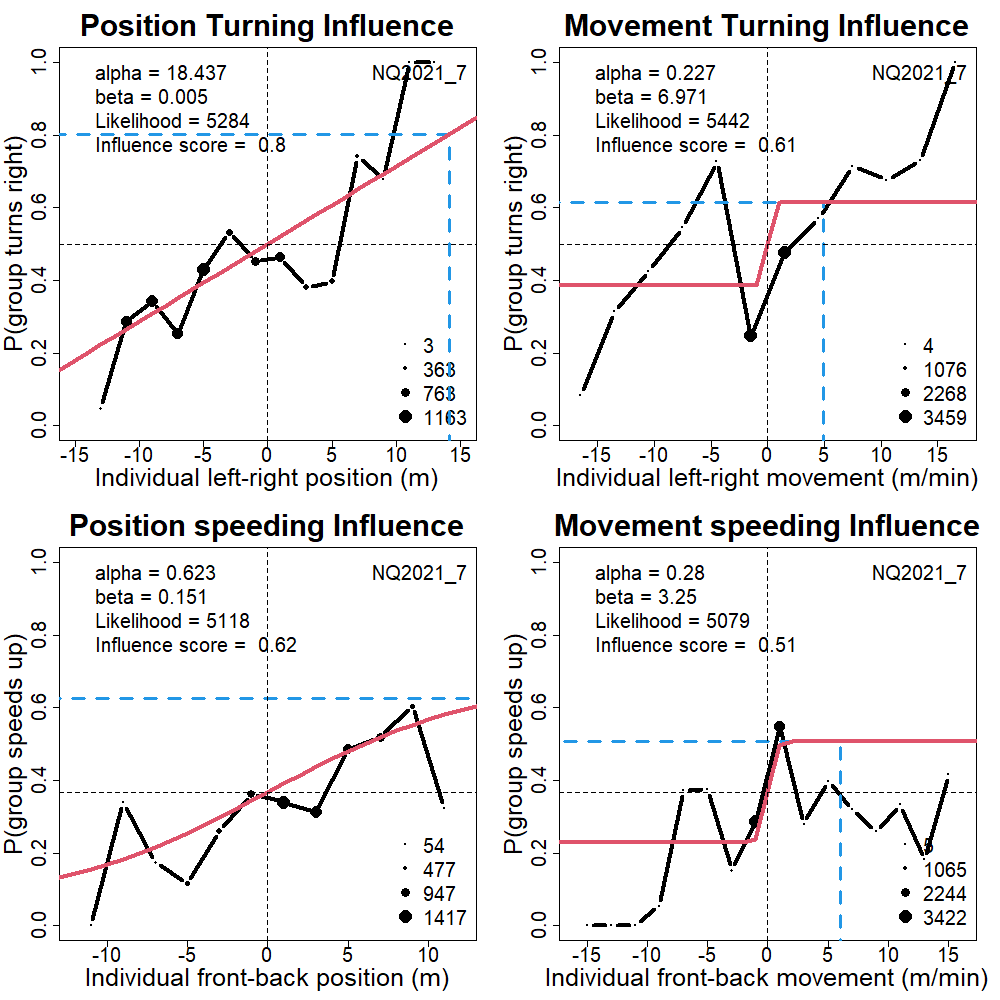 Position Turning Influence
P(group turns right)
1.0
0.8
0.6
0.4
0.2
0.0
alpha = 18.437
beta = 0.005
Likelihood = 5284
Influence score = 0.8
NQ2021_7
3
363
763
1163
-15 -10 -5 0 5 10 15
Individual left-right position (m)
Movement Turning Influence
P(group turns right)
1.0
0.8
0.6
0.4
0.2
0.0
alpha = 0.227
beta = 6.971
Likelihood = 5442
Influence score = 0.61
NQ2021_7
4
1076
2268
3459
-15 -10 -5 0 5 10 15
Individual left-right movement (m/min)
Position speeding Influence
P(group speeds up)
1.0
0.8
0.6
0.4
0.2
0.0
alpha = 0.623
beta = 0.151
Likelihood = 5118
Influence score = 0.62
NQ2021_7
54
477
947
1417
-10 -5 0 5 10
Individual front-back position (m)
Movement speeding Influence
P(group speeds up)
1.0
0.8
0.6
0.4
0.2
0.0
alpha = 0.28
beta = 3.25
Likelihood = 5079
Influence score = 0.51
NQ2021_7
1065
2244
3422
-15 -10 -5 0 5 10 15
Individual front-back movement (m/min)